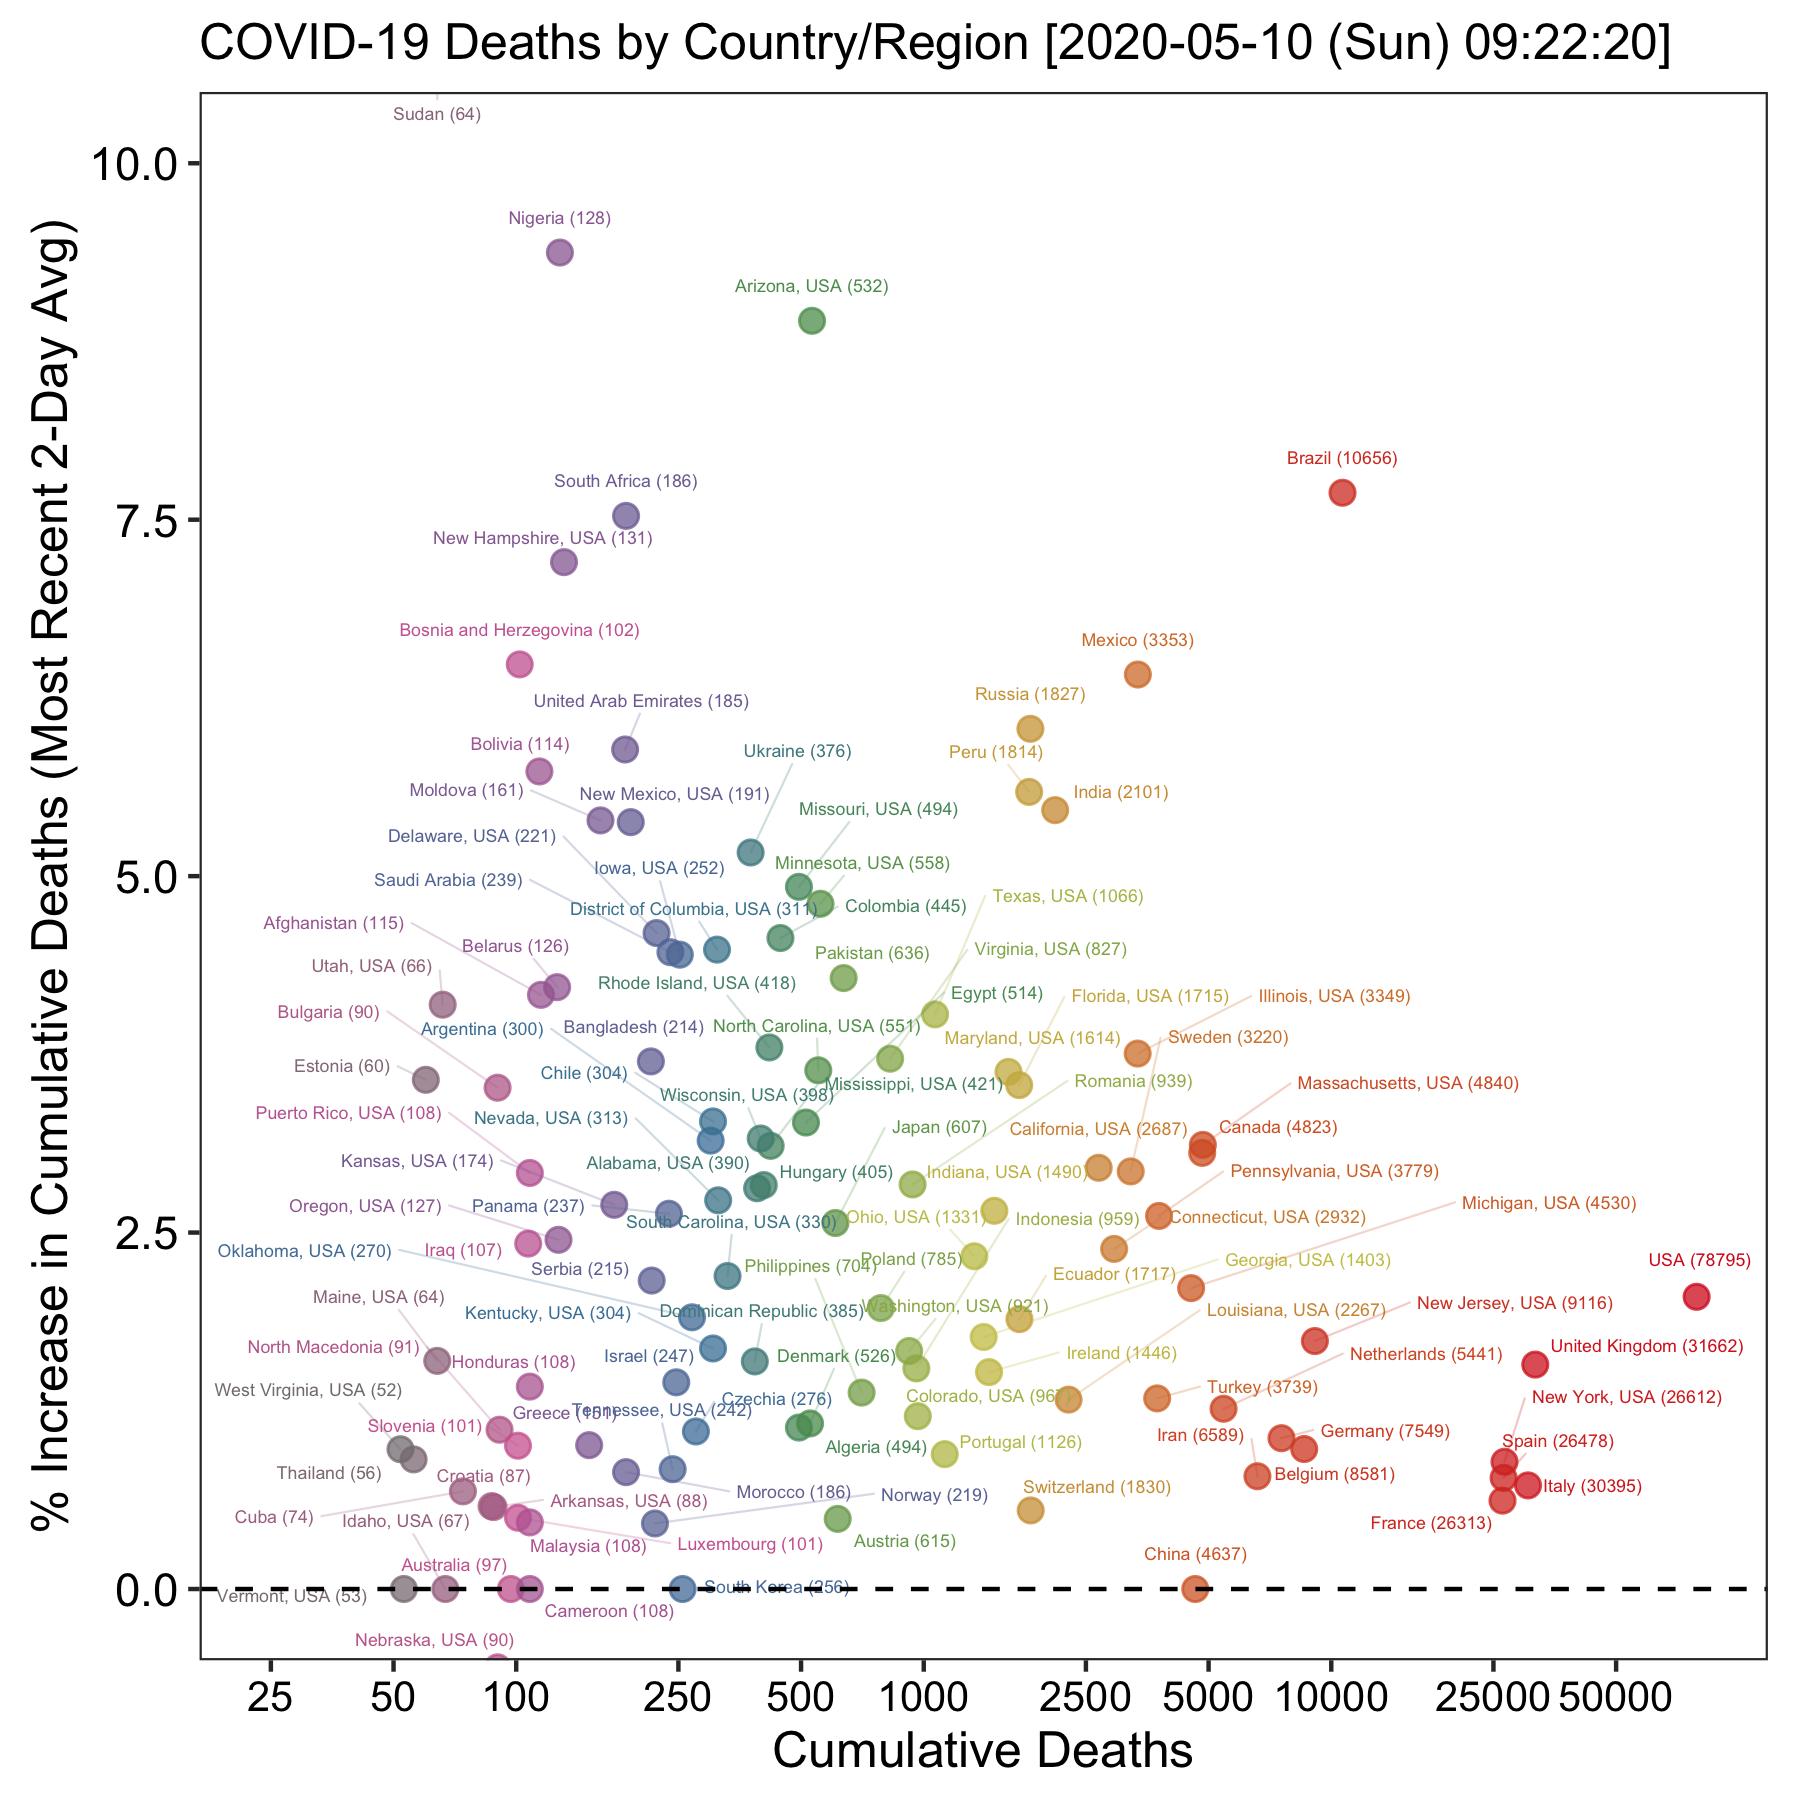 COVID-19 Deaths by Country/Region [2020-05-10 (Sun) 09:22:20]
% Increase in Cumulative Deaths (Most Recent 2-Day Avg)
10.0
7.5
5.0
2.5
0.0
Sudan (64)
Nigeria (128)
Arizona, USA (532)
Brazil (10656)
South Africa (186)
New Hampshire, USA (131)
Bosnia and Herzegovina (102)
Mexico (3353)
Russia (1827)
United Arab Emirates (185)
Bolivia (114)
Ukraine (376)
Peru (1814)
Moldova (161)
New Mexico, USA (191)
India (2101)
Missouri, USA (494)
Delaware, USA (221)
Iowa, USA (252)
Minnesota, USA (558)
Saudi Arabia (239)
Texas, USA (1066)
District of Columbia, USA (311)
Colombia (445)
Afghanistan (115)
Belarus (126)
Pakistan (636)
Virginia, USA (827)
Utah, USA (66)
Rhode Island, USA (418)
Egypt (514)
Florida, USA (1715)
Illinois, USA (3349)
Bulgaria (90)
Argentina (300)
Bangladesh (214)
North Carolina, USA (551)
Maryland, USA (1614)
Sweden (3220)
Estonia (60)
Chile (304)
Mississippi, USA (421)
Romania (939)
Massachusetts, USA (4840)
Wisconsin, USA (398)
Puerto Rico, USA (108)
Nevada, USA (313)
Japan (607)
California, USA (2687)
Canada (4823)
Kansas, USA (174)
Alabama, USA (390)
Hungary (405)
Indiana, USA (1490)
Pennsylvania, USA (3779)
Oregon, USA (127)
Panama (237)
South Carolina, USA (330)
Ohio, USA (1331)
Indonesia (959)
Connecticut, USA (2932)
Michigan, USA (4530)
Oklahoma, USA (270)
Iraq (107)
Serbia (215)
Philippines (704)
Poland (785)
Ecuador (1717)
Georgia, USA (1403)
USA (78795)
Maine, USA (64)
Kentucky, USA (304)
Dominican Republic (385)
Washington, USA (921)
Louisiana, USA (2267)
New Jersey, USA (9116)
North Macedonia (91)
Honduras (108)
Israel (247)
Denmark (526)
Ireland (1446)
Netherlands (5441)
United Kingdom (31662)
West Virginia, USA (52)
Czechia (276)
Colorado, USA (967)
Turkey (3739)
New York, USA (26612)
Slovenia (101)
Greece (151)
Tennessee, USA (242)
Algeria (494)
Portugal (1126)
Iran (6589)
Germany (7549)
Spain (26478)
Thailand (56)
Croatia (87)
Belgium (8581)
Italy (30395)
Cuba (74)
Idaho, USA (67)
Arkansas, USA (88)
Morocco (186)
Norway (219)
Switzerland (1830)
France (26313)
Malaysia (108)
Luxembourg (101)
Austria (615)
China (4637)
Australia (97)
Vermont, USA (53)
South Korea (256)
Cameroon (108)
Nebraska, USA (90)
25
50
100
250
500
1000
2500
5000
10000
25000
50000
Cumulative Deaths